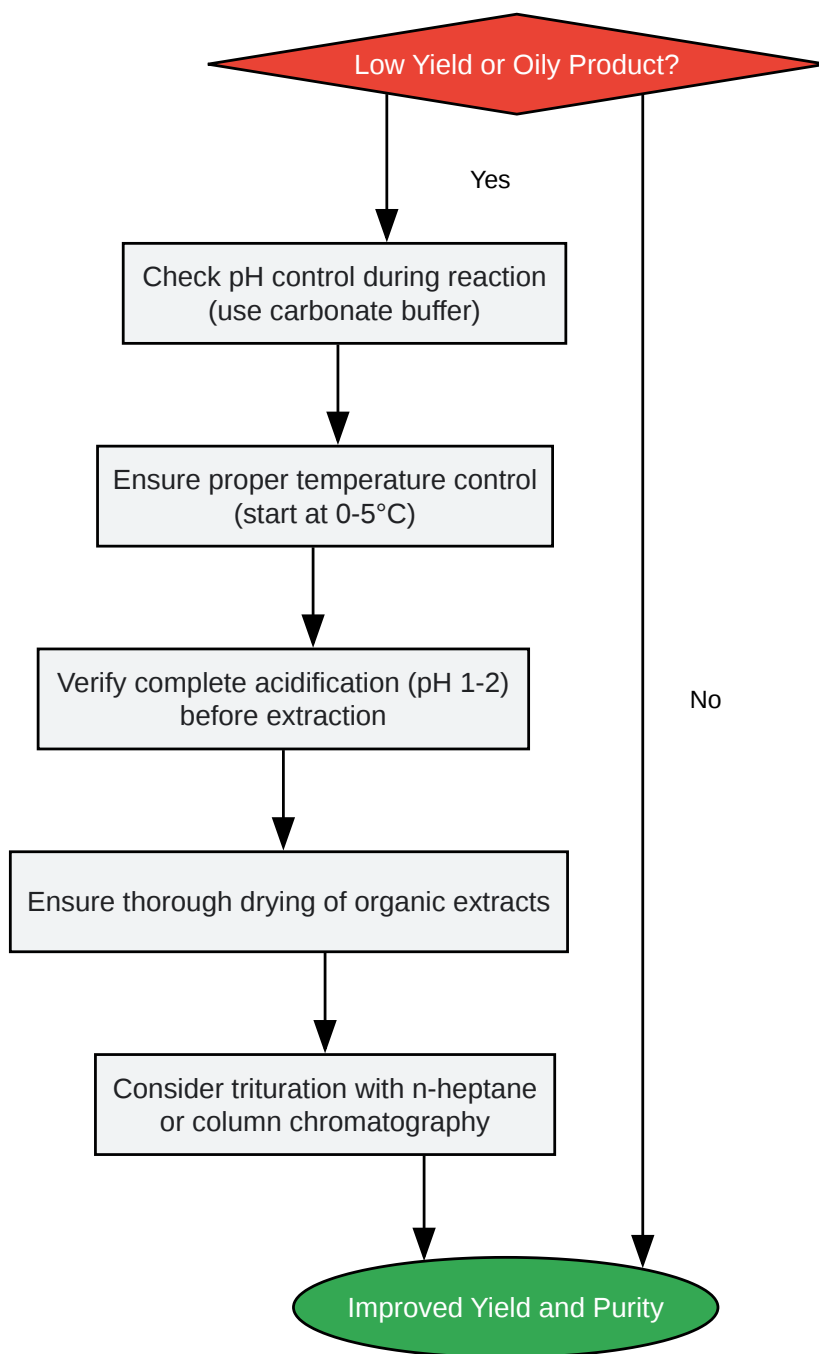 Low Yield or Oily Product?
Yes
Check pH control during reaction
(use carbonate buffer)
Ensure proper temperature control
(start at 0-5°C)
Verify complete acidification (pH 1-2)
before extraction
No
Ensure thorough drying of organic extracts
Consider trituration with n-heptane
or column chromatography
Improved Yield and Purity